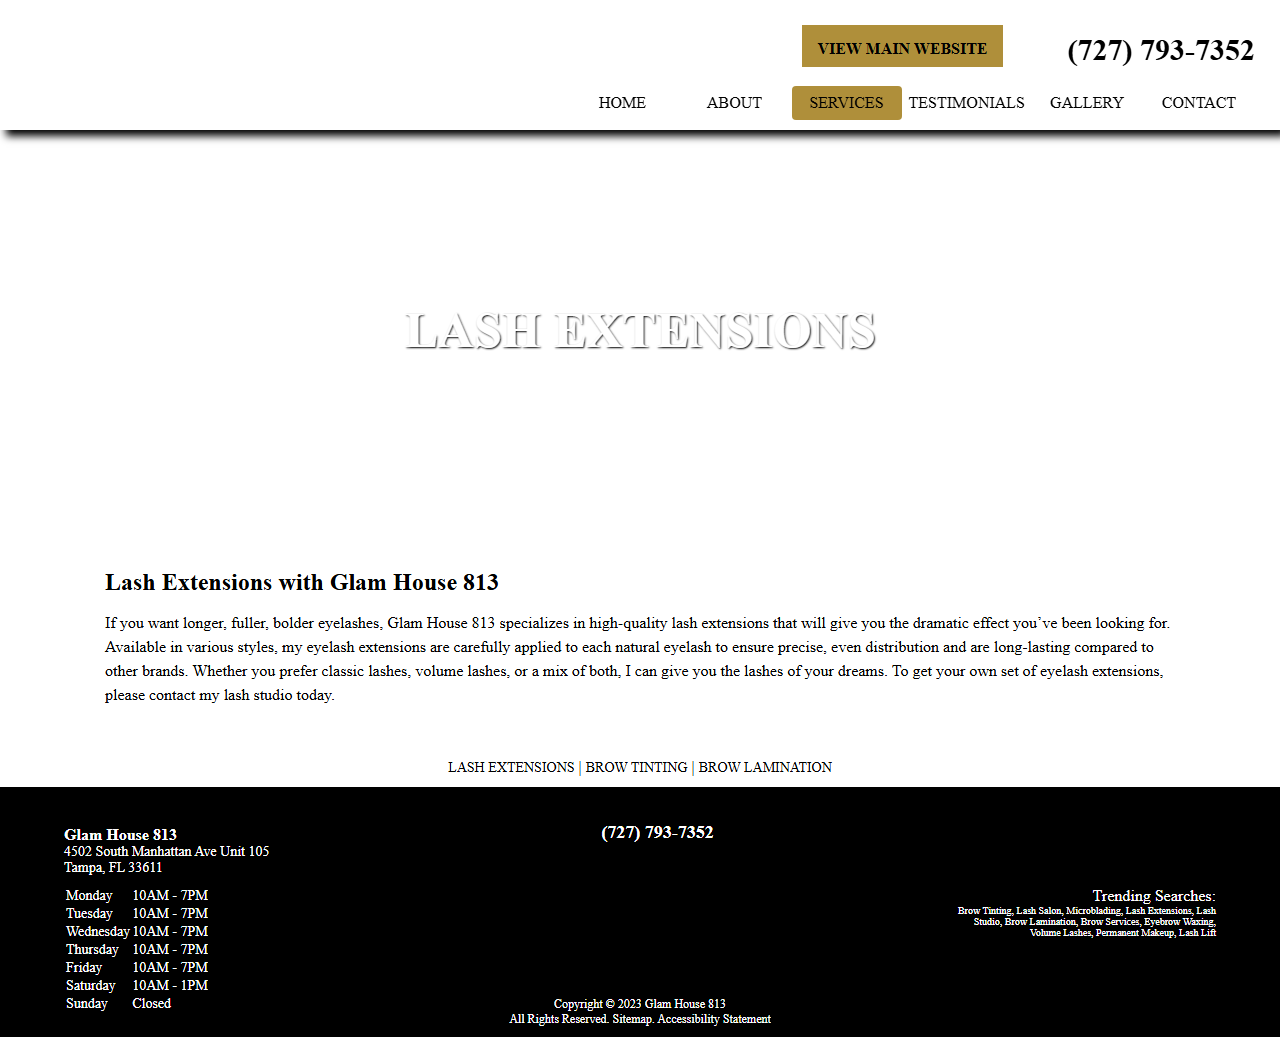 VIEW MAIN WEBSITE
(727) 793-7352
HOME ABOUT SERVICES TESTIMONIALS GALLERY CONTACT
LASH EXTENSIONS
Lash Extensions with Glam House 813
If you want longer, fuller, bolder eyelashes, Glam House 813 specializes in high-quality lash extensions that will give you the dramatic effect you’ve been looking for.
Available in various styles, my eyelash extensions are carefully applied to each natural eyelash to ensure precise, even distribution and are long-lasting compared to
other brands. Whether you prefer classic lashes, volume lashes, or a mix of both, I can give you the lashes of your dreams. To get your own set of eyelash extensions,
please contact my lash studio today.
LASH EXTENSIONS | BROW TINTING | BROW LAMINATION
Glam House 813
4502 South Manhattan Ave Unit 105
Tampa, FL 33611
Monday 10AM - 7PM
Tuesday 10AM - 7PM
Wednesday 10AM - 7PM
Thursday 10AM - 7PM
Friday 10AM - 7PM
Saturday 10AM - 1PM
Sunday Closed
(727) 793-7352
Trending Searches:
Brow Tinting, Lash Salon, Microblading, Lash Extensions, Lash
Studio, Brow Lamination, Brow Services, Eyebrow Waxing,
Volume Lashes, Permanent Makeup, Lash Lift
Copyright © 2023 Glam House 813
All Rights Reserved. Sitemap. Accessibility Statement